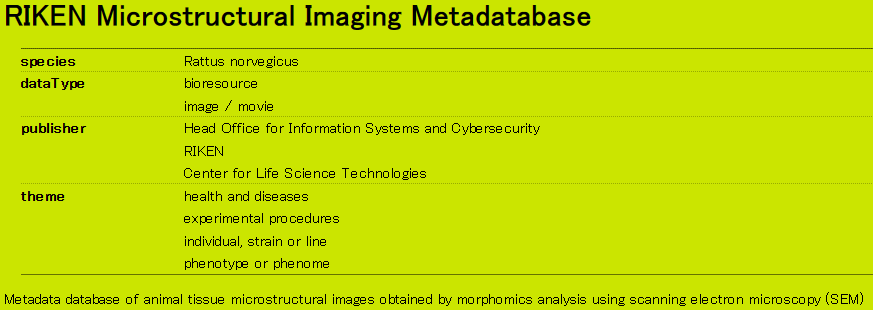 RIKEN Microstructural Imaging Metadatabase
species Rattus norvegicus
dataType bioresource
image / movie
publisher Head Office for Information Systems and Cybersecurity
RIKEN
Center for Life Science Technologies
theme health and diseases
experimental procedures
individual, strain or line
phenotype or phenome
Metadata database of animal tissue microstructural images obtained by morphomics analysis using scanning electron microscopy (SEM)